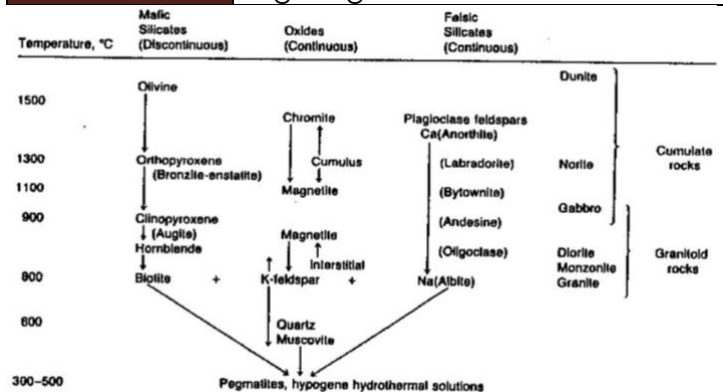 Mafic Silicates (Discontinuous)
Oxides (Continuous)
Felsic Silicates (Continuous)
Temperature, °C
Dunite
Olivine
1500
Chromite
Plagioclase feldspars
Ca(Anorthite)
1300
Orthopyroxene
(Bronzite-enstatite)
Cumulus
(Labradorite)
Norite
Cumulate
rocks
1100
Magnetite
(Bytownite)
Gabbro
900
Clinopyroxene
(Augite)
Magnetite
(Andesine)
Hornblende
Interstitial
(Oligoclase)
Diorite
Monzonite
Granite
Granitoid
rocks
800
Biotite + K-feldspar + Na(Albite)
600
Quartz
Muscovite
300–500
Pegmatites, hypogene hydrothermal solutions